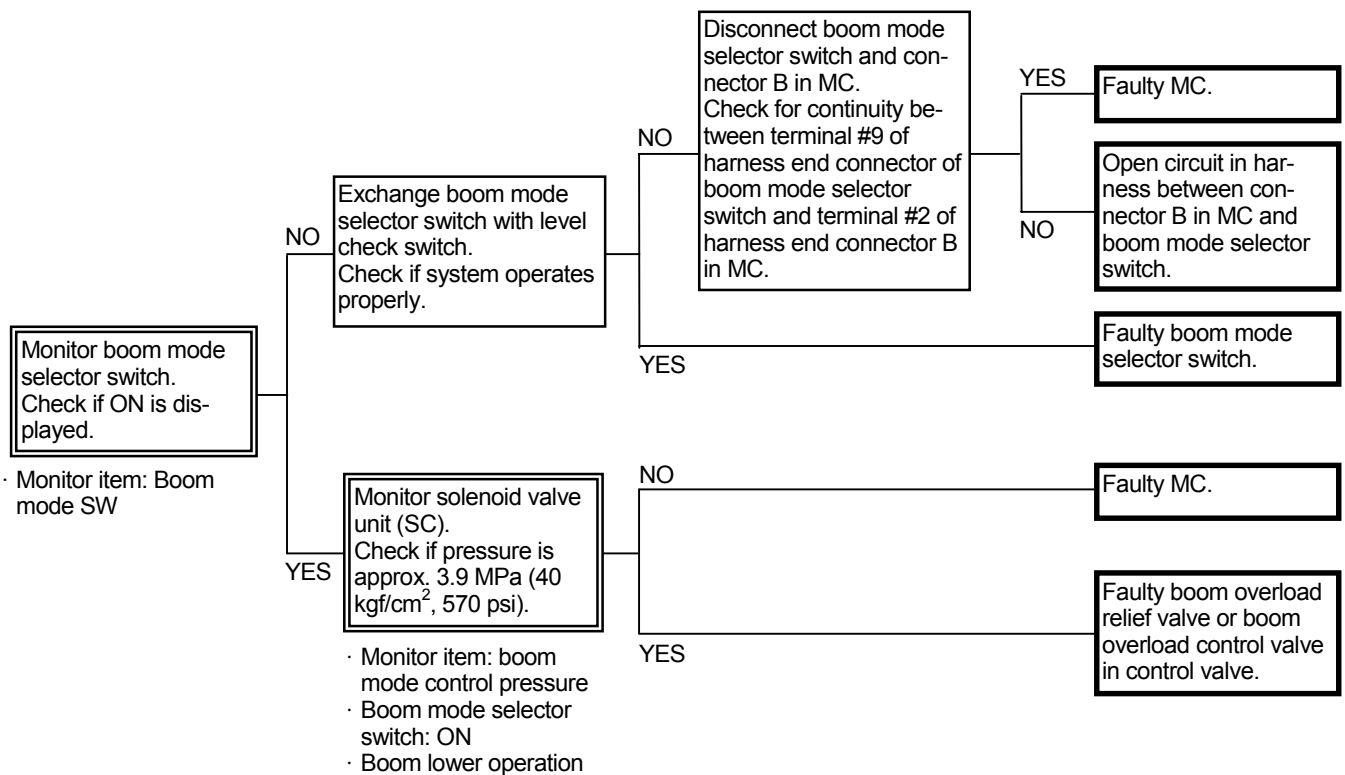 Monitor boom mode
selector switch.
Check if ON is dis-
played.
· Monitor item: Boom
mode SW
NO
Exchange boom mode
selector switch with level
check switch.
Check if system operates
properly.
NO
Disconnect boom mode
selector switch and con-
nector B in MC.
Check for continuity be-
tween terminal #9 of
harness end connector of
boom mode selector
switch and terminal #2 of
harness end connector B
in MC.
YES
Faulty MC.
NO
Open circuit in har-
ness between con-
nector B in MC and
boom mode selector
switch.
YES
Faulty boom mode
selector switch.
YES
Monitor solenoid valve
unit (SC).
Check if pressure is
approx. 3.9 MPa (40
kgf/cm², 570 psi).
· Monitor item: boom
mode control pressure
· Boom mode selector
switch: ON
· Boom lower operation
NO
Faulty MC.
YES
Faulty boom overload
relief valve or boom
overload control valve
in control valve.